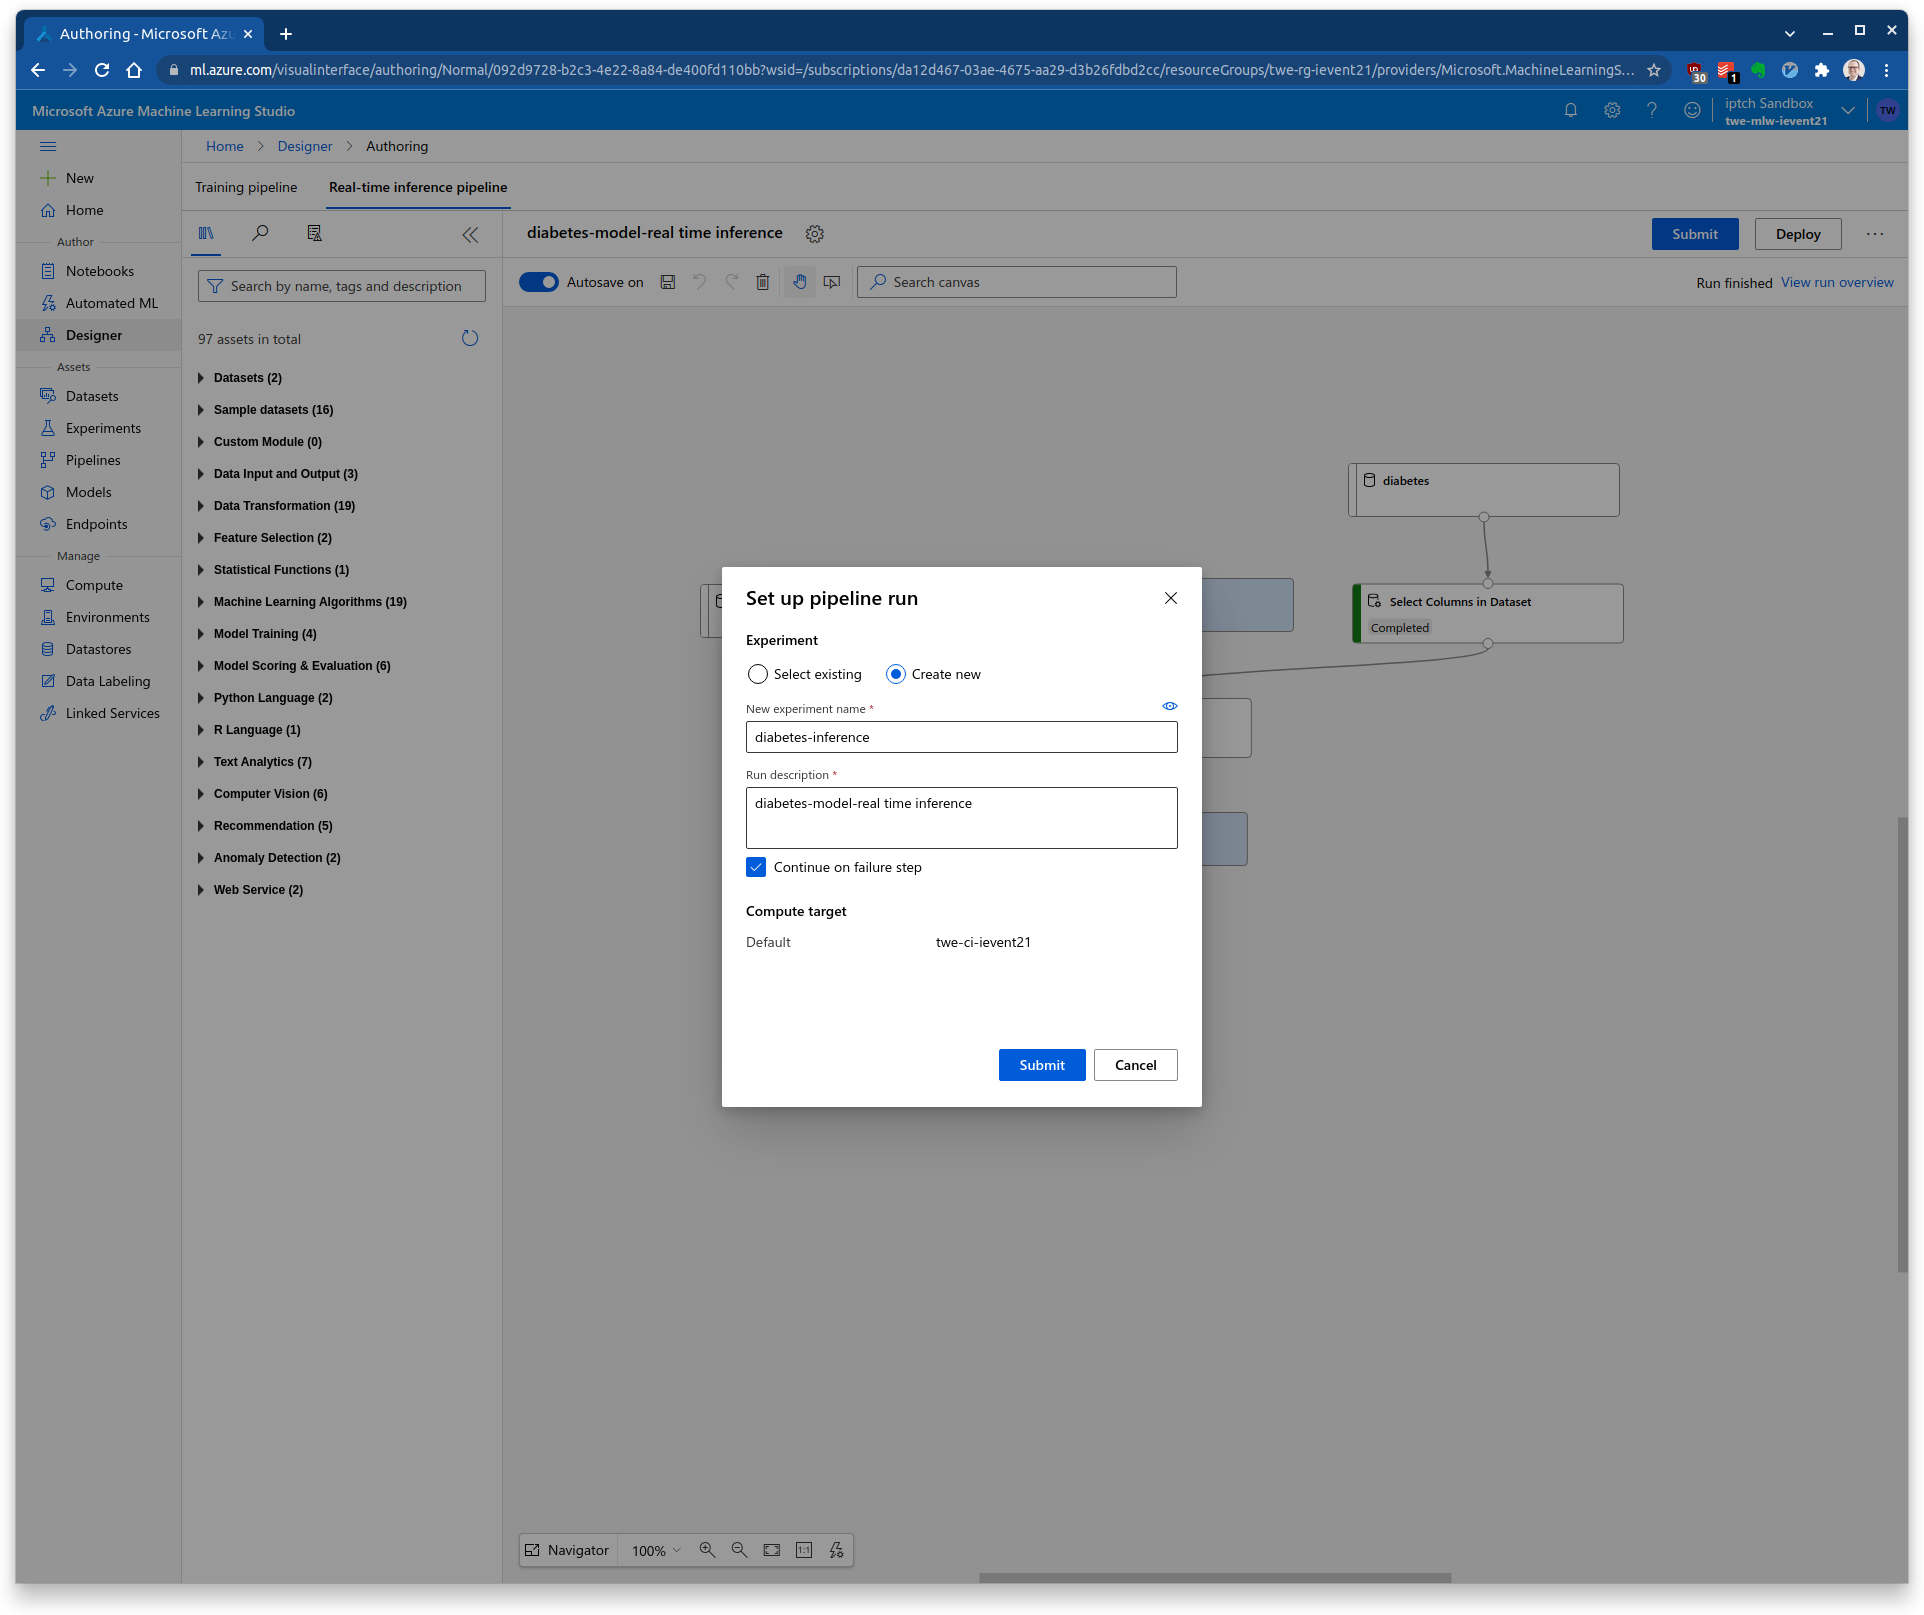 Authoring - Microsoft Azu
ml.azure.com/visualinterface/authoring/Normal/092d9728-b2c3-4e22-8a84-de400fd110bb?wsid=/subscriptions/da12d467-03ae-4675-aa29-d3b26fdbd2cc/resourceGroups/twe-rg-ievent21/providers/Microsoft.MachineLearningS...
30
1
Microsoft Azure Machine Learning Studio
iptch Sandbox
twe-mlw-ievent21
TW
New
Home
Author
Notebooks
Automated ML
Designer
Assets
Datasets
Experiments
Pipelines
Models
Endpoints
Manage
Compute
Environments
Datastores
Data Labeling
Linked Services
Home > Designer > Authoring
Training pipeline
Real-time inference pipeline
Search by name, tags and description
97 assets in total
Datasets (2)
Sample datasets (16)
Custom Module (0)
Data Input and Output (3)
Data Transformation (19)
Feature Selection (2)
Statistical Functions (1)
Machine Learning Algorithms (19)
Model Training (4)
Model Scoring & Evaluation (6)
Python Language (2)
R Language (1)
Text Analytics (7)
Computer Vision (6)
Recommendation (5)
Anomaly Detection (2)
Web Service (2)
diabetes-model-real time inference
Submit
Deploy
Autosave on
Search canvas
Run finished
View run overview
diabetes
Select Columns in Dataset
Completed
Set up pipeline run
Experiment
Select existing
Create new
New experiment name *
diabetes-inference
Run description *
diabetes-model-real time inference
Continue on failure step
Compute target
Default
twe-ci-ievent21
Submit
Cancel
Navigator
100%
1:1